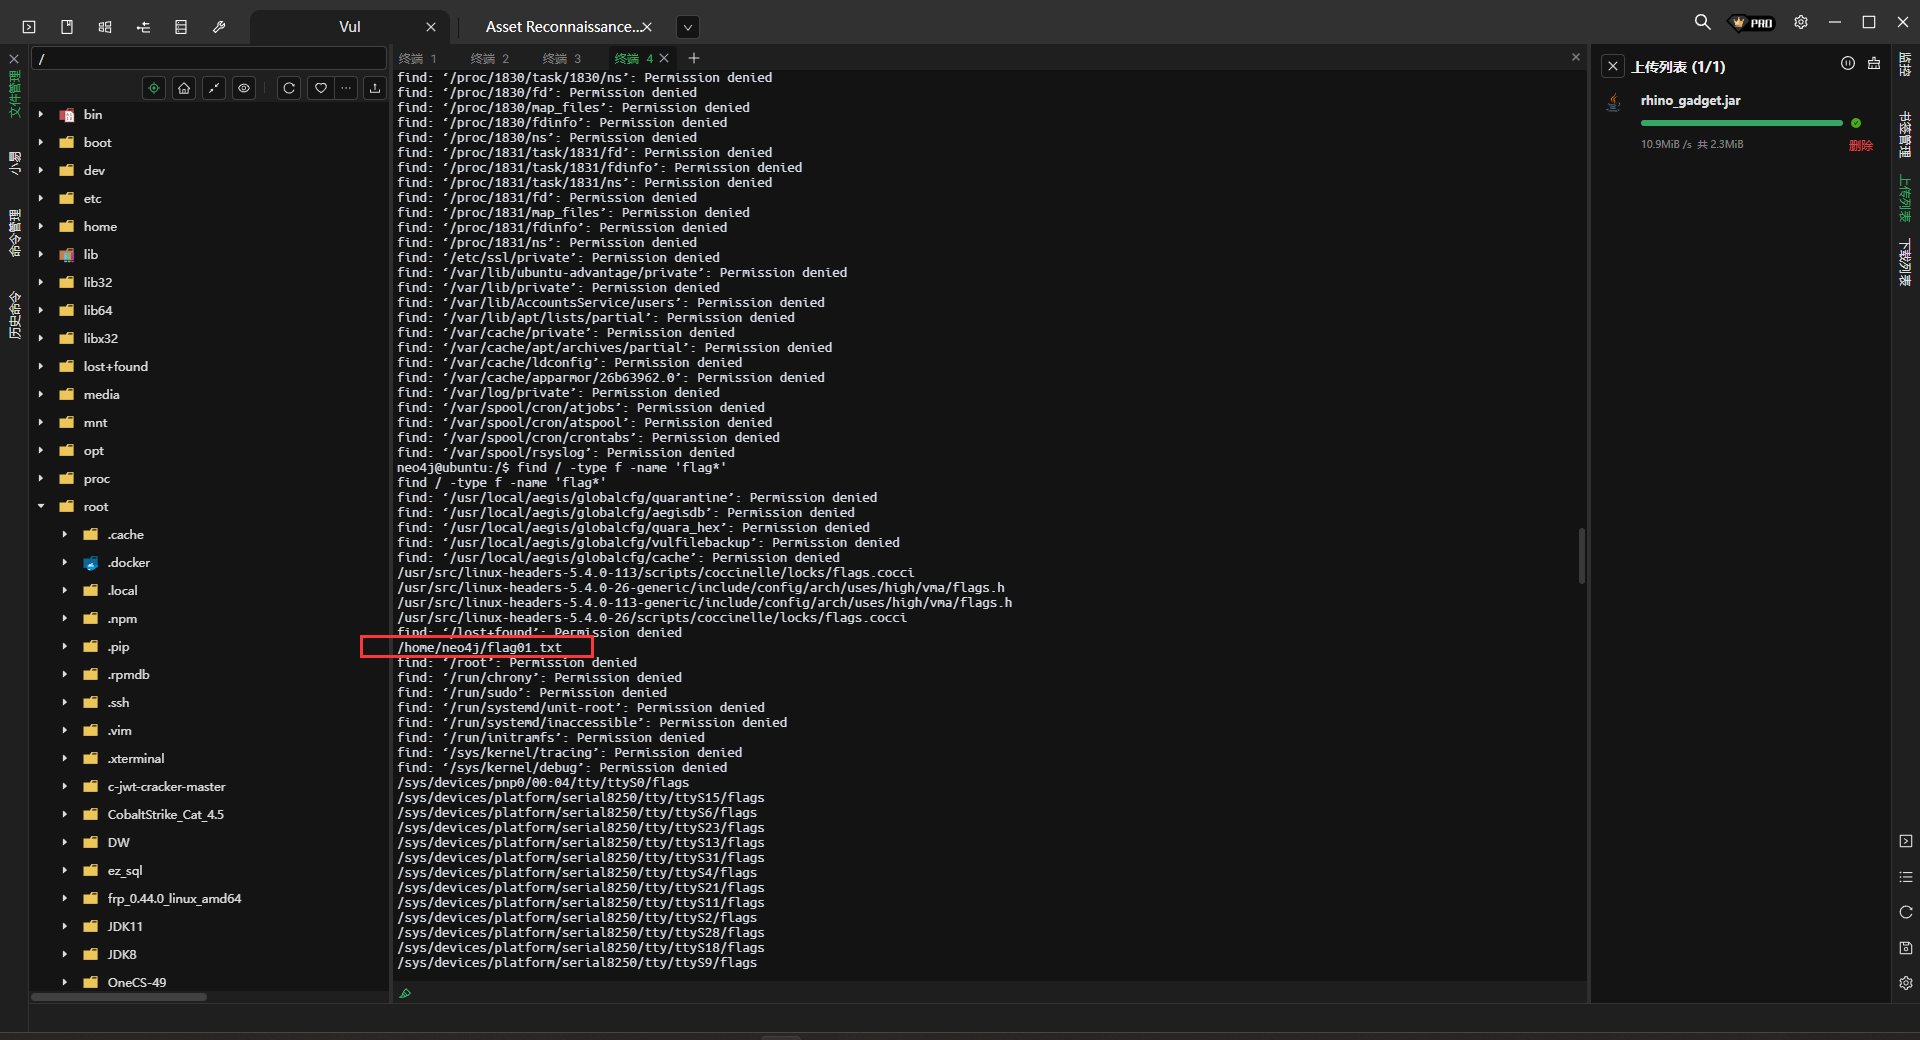 Vul
Asset Reconnaissance...
PRO
/
文件管理
小易
命令管理
历史命令
bin
boot
dev
etc
home
lib
lib32
lib64
libx32
lost+found
media
mnt
opt
proc
root
.cache
.docker
.local
.npm
.pip
.rpmdb
.ssh
.vim
.xterminal
c-jwt-cracker-master
CobaltStrike_Cat_4.5
DW
ez_sql
frp_0.44.0_linux_amd64
JDK11
JDK8
OneCS-49
终端 1
终端 2
终端 3
终端 4
find: ‘/proc/1830/task/1830/ns’: Permission denied
find: ‘/proc/1830/fd’: Permission denied
find: ‘/proc/1830/map_files’: Permission denied
find: ‘/proc/1830/fdinfo’: Permission denied
find: ‘/proc/1830/ns’: Permission denied
find: ‘/proc/1831/task/1831/fd’: Permission denied
find: ‘/proc/1831/task/1831/fdinfo’: Permission denied
find: ‘/proc/1831/task/1831/ns’: Permission denied
find: ‘/proc/1831/fd’: Permission denied
find: ‘/proc/1831/map_files’: Permission denied
find: ‘/proc/1831/fdinfo’: Permission denied
find: ‘/proc/1831/ns’: Permission denied
find: ‘/etc/ssl/private’: Permission denied
find: ‘/var/lib/ubuntu-advantage/private’: Permission denied
find: ‘/var/lib/private’: Permission denied
find: ‘/var/lib/AccountsService/users’: Permission denied
find: ‘/var/lib/apt/lists/partial’: Permission denied
find: ‘/var/cache/private’: Permission denied
find: ‘/var/cache/apt/archives/partial’: Permission denied
find: ‘/var/cache/ldconfig’: Permission denied
find: ‘/var/cache/apparmor/26b63962.0’: Permission denied
find: ‘/var/log/private’: Permission denied
find: ‘/var/spool/cron/atjobs’: Permission denied
find: ‘/var/spool/cron/atspool’: Permission denied
find: ‘/var/spool/cron/crontabs’: Permission denied
find: ‘/var/spool/rsyslog’: Permission denied
neo4j@ubuntu:/$ find / -type f -name 'flag*'
find / -type f -name 'flag*'
find: ‘/usr/local/aegis/globalcfg/quarantine’: Permission denied
find: ‘/usr/local/aegis/globalcfg/aegisdb’: Permission denied
find: ‘/usr/local/aegis/globalcfg/quara_hex’: Permission denied
find: ‘/usr/local/aegis/globalcfg/vulfilebackup’: Permission denied
find: ‘/usr/local/aegis/globalcfg/cache’: Permission denied
/usr/src/linux-headers-5.4.0-113/scripts/coccinelle/locks/flags.cocci
/usr/src/linux-headers-5.4.0-26-generic/include/config/arch/uses/high/vma/flags.h
/usr/src/linux-headers-5.4.0-113-generic/include/config/arch/uses/high/vma/flags.h
/usr/src/linux-headers-5.4.0-26/scripts/coccinelle/locks/flags.cocci
find: ‘/lost+found’: Permission denied
/home/neo4j/flag01.txt
find: ‘/root’: Permission denied
find: ‘/run/chrony’: Permission denied
find: ‘/run/sudo’: Permission denied
find: ‘/run/systemd/unit-root’: Permission denied
find: ‘/run/systemd/inaccessible’: Permission denied
find: ‘/run/initramfs’: Permission denied
find: ‘/sys/kernel/tracing’: Permission denied
find: ‘/sys/kernel/debug’: Permission denied
/sys/devices/pnp0/00:04/tty/ttyS0/flags
/sys/devices/platform/serial8250/tty/ttyS15/flags
/sys/devices/platform/serial8250/tty/ttyS6/flags
/sys/devices/platform/serial8250/tty/ttyS23/flags
/sys/devices/platform/serial8250/tty/ttyS13/flags
/sys/devices/platform/serial8250/tty/ttyS31/flags
/sys/devices/platform/serial8250/tty/ttyS4/flags
/sys/devices/platform/serial8250/tty/ttyS21/flags
/sys/devices/platform/serial8250/tty/ttyS11/flags
/sys/devices/platform/serial8250/tty/ttyS2/flags
/sys/devices/platform/serial8250/tty/ttyS28/flags
/sys/devices/platform/serial8250/tty/ttyS18/flags
/sys/devices/platform/serial8250/tty/ttyS9/flags
上传列表 (1/1)
rhino_gadget.jar
10.9MiB /s 共 2.3MiB
删除
监控
书签管理
上传列表
下载列表